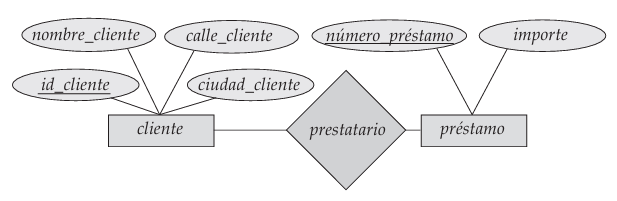 nombre_cliente
calle_cliente
número_préstamo
importe
id_cliente
ciudad_cliente
cliente
prestatario
préstamo